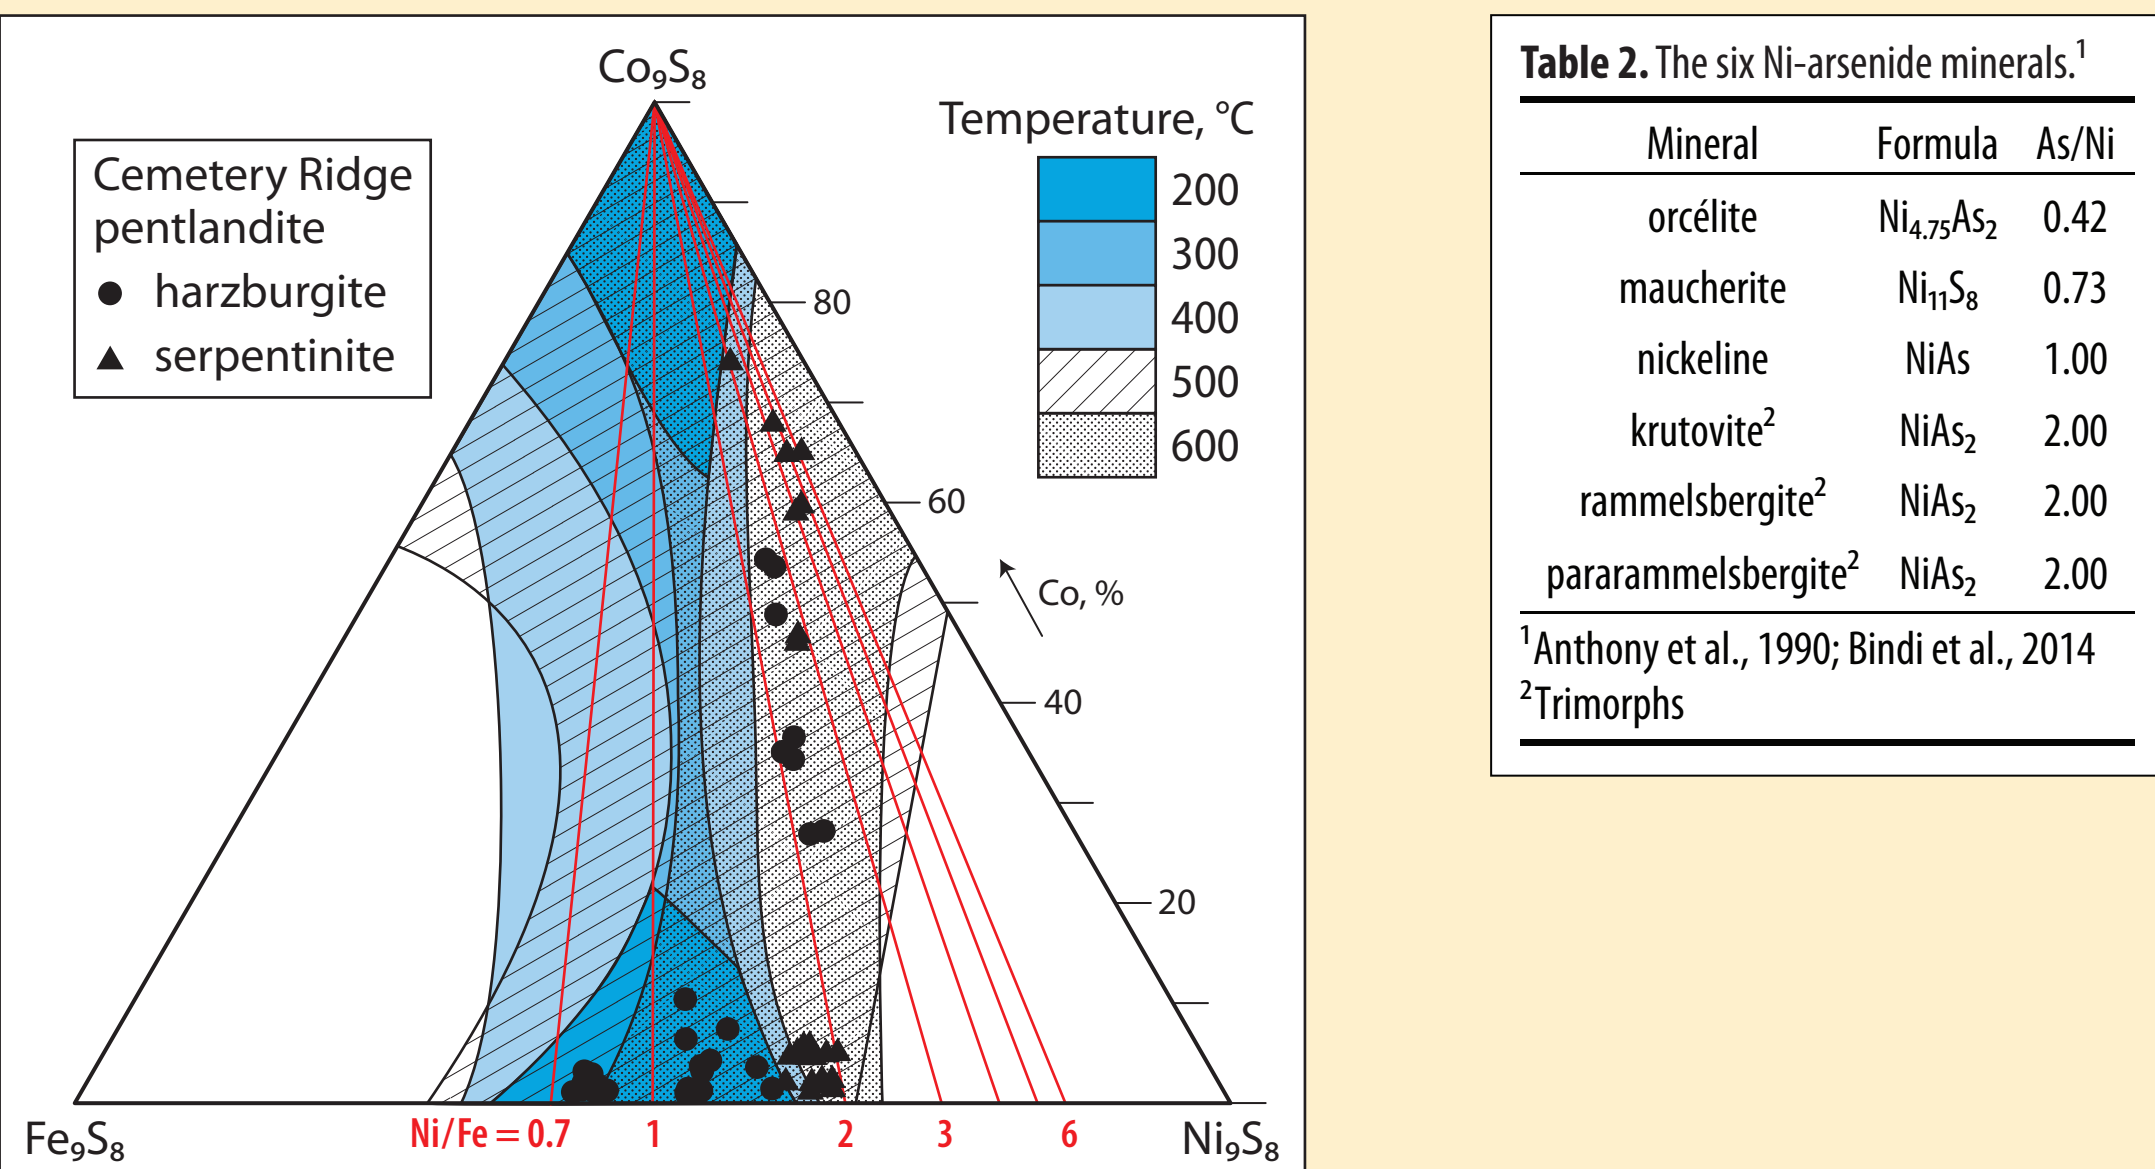 Co₉S₈
Cemetery Ridge
pentlandite
harzburgite
serpentinite
Temperature, °C
200
300
400
500
600
80
60
Co, %
40
20
Fe₉S₈
Ni/Fe = 0.7
1
2
3
6
Ni₉S₈
Table 2. The six Ni-arsenide minerals.¹
Mineral Formula As/Ni
orcélite Ni₄.₇₅As₂ 0.42
maucherite Ni₁₁S₈ 0.73
nickeline NiAs 1.00
krutovite² NiAs₂ 2.00
rammelsbergite² NiAs₂ 2.00
pararammelsbergite² NiAs₂ 2.00
¹Anthony et al., 1990; Bindi et al., 2014
²Trimorphs